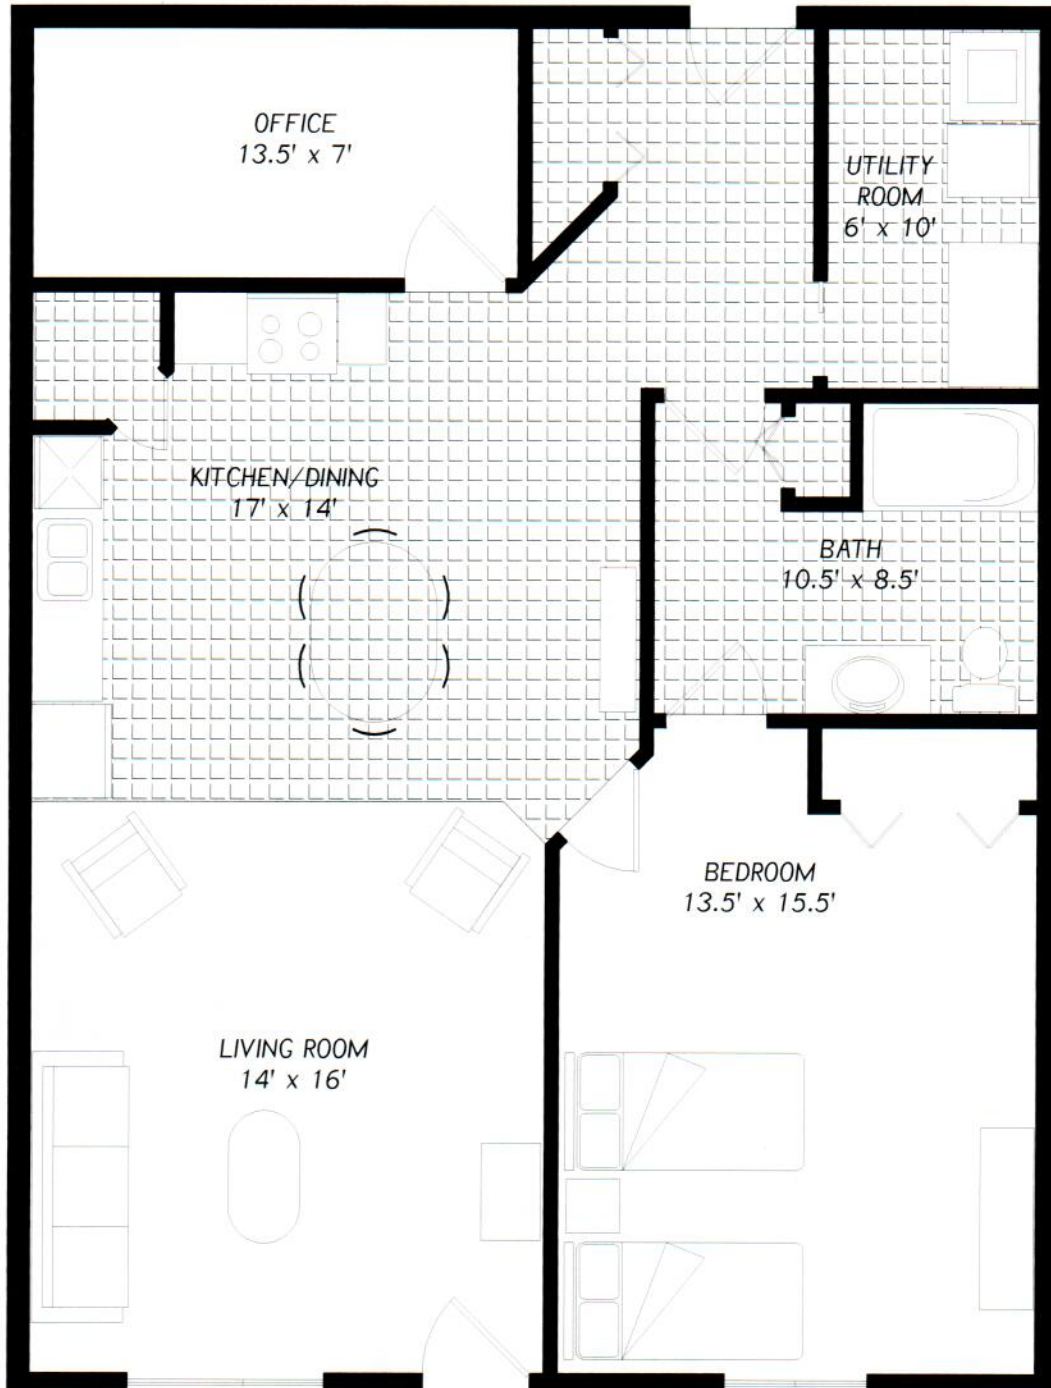 OFFICE
13.5' x 7'
UTILITY
ROOM
6' x 10'
KITCHEN/DINING
17' x 14'
BATH
10.5' x 8.5'
BEDROOM
13.5' x 15.5'
LIVING ROOM
14' x 16'